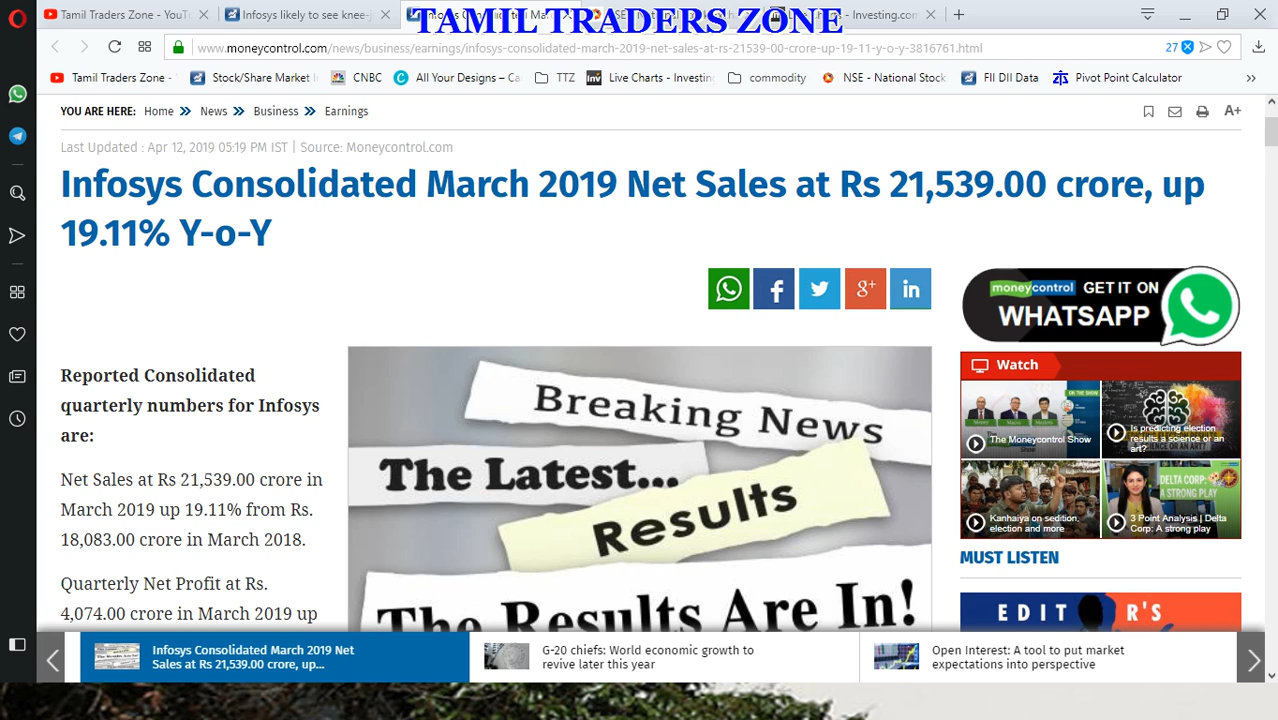 TAMIL TRADERS ZONE
Tamil Traders Zone - YouT
Infosys likely to see knee-j
Live Charts - Investing.com
www.moneycontrol.com/news/business/earnings/infosys-consolidated-march-2019-net-sales-at-rs-21539-00-crore-up-19-11-y-o-y-3816761.html
27
Tamil Traders Zone -
Stock/Share Market I
CNBC
All Your Designs – Ca
TTZ
Live Charts - Investing
commodity
NSE - National Stock
FII DII Data
Pivot Point Calculator
YOU ARE HERE: Home News Business Earnings
A+
Last Updated : Apr 12, 2019 05:19 PM IST | Source: Moneycontrol.com
Infosys Consolidated March 2019 Net Sales at Rs 21,539.00 crore, up
19.11% Y-o-Y
moneycontrol GET IT ON
WHATSAPP
Watch
ON THE SHOW
The Moneycontrol Show
Is predicting election
results a science or an
art?
Kanhaiya on sedition,
election and more
DELTA CORP:
A STRONG PLAY
3 Point Analysis | Delta
Corp: A strong play
MUST LISTEN
EDIT R'S
Reported Consolidated
quarterly numbers for Infosys
are:
Net Sales at Rs 21,539.00 crore in
March 2019 up 19.11% from Rs.
18,083.00 crore in March 2018.
Quarterly Net Profit at Rs.
4,074.00 crore in March 2019 up
Breaking News
The Latest...
Results
The Results Are In!
Infosys Consolidated March 2019 Net
Sales at Rs 21,539.00 crore, up...
G-20 chiefs: World economic growth to
revive later this year
Open Interest: A tool to put market
expectations into perspective